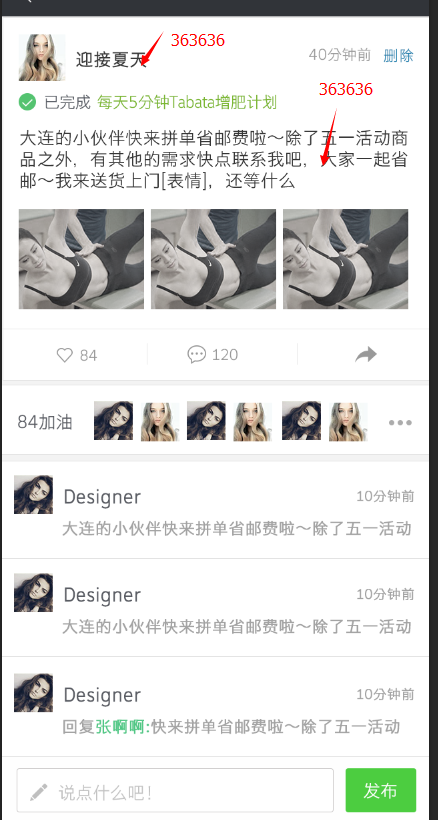 363636
迎接夏天
40分钟前 删除
363636
已完成 每天5分钟Tabata增肥计划
大连的小伙伴快来拼单省邮费啦～除了五一活动商
品之外，有其他的需求快点联系我吧，大家一起省
邮～我来送货上门[表情]，还等什么
84 120
84加油
Designer 10分钟前
大连的小伙伴快来拼单省邮费啦～除了五一活动
Designer 10分钟前
大连的小伙伴快来拼单省邮费啦～除了五一活动
Designer 10分钟前
回复张啊啊:快来拼单省邮费啦～除了五一活动
说点什么吧！ 发布